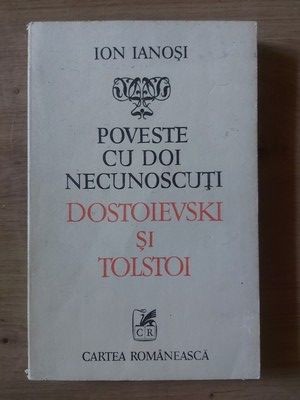 ION IANOȘI
POVESTE
CU DOI
NECUNOSCUȚI
DOSTOIEVSKI
ȘI
TOLSTOI
CR
CARTEA ROMÂNEASCĂ